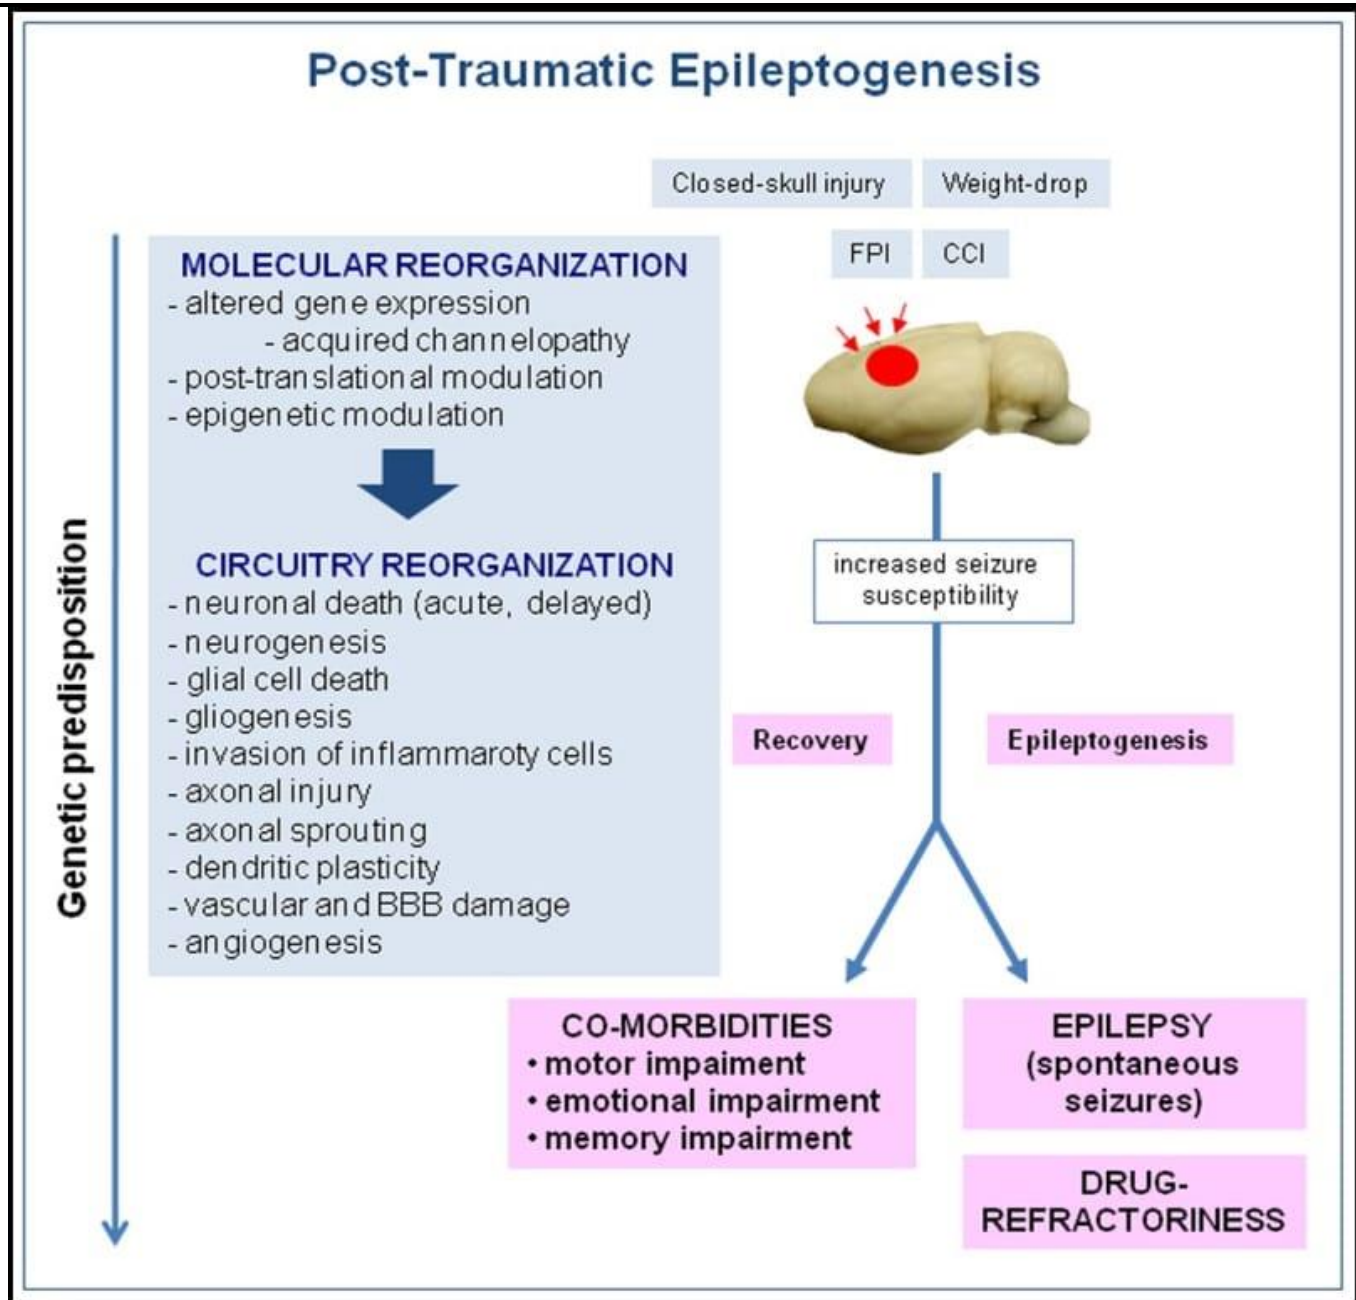 Post-Traumatic Epileptogenesis
Closed-skull injury
Weight-drop
FPI
CCI
Genetic predisposition
MOLECULAR REORGANIZATION
- altered gene expression
- acquired channelopathy
- post-translational modulation
- epigenetic modulation
CIRCUITRY REORGANIZATION
- neuronal death (acute, delayed)
- neurogenesis
- glial cell death
- gliogenesis
- invasion of inflammaroty cells
- axonal injury
- axonal sprouting
- dendritic plasticity
- vascular and BBB damage
- angiogenesis
increased seizure
susceptibility
Recovery
Epileptogenesis
CO-MORBIDITIES
• motor impaiment
• emotional impairment
• memory impairment
EPILEPSY
(spontaneous
seizures)
DRUG-
REFRACTORINESS